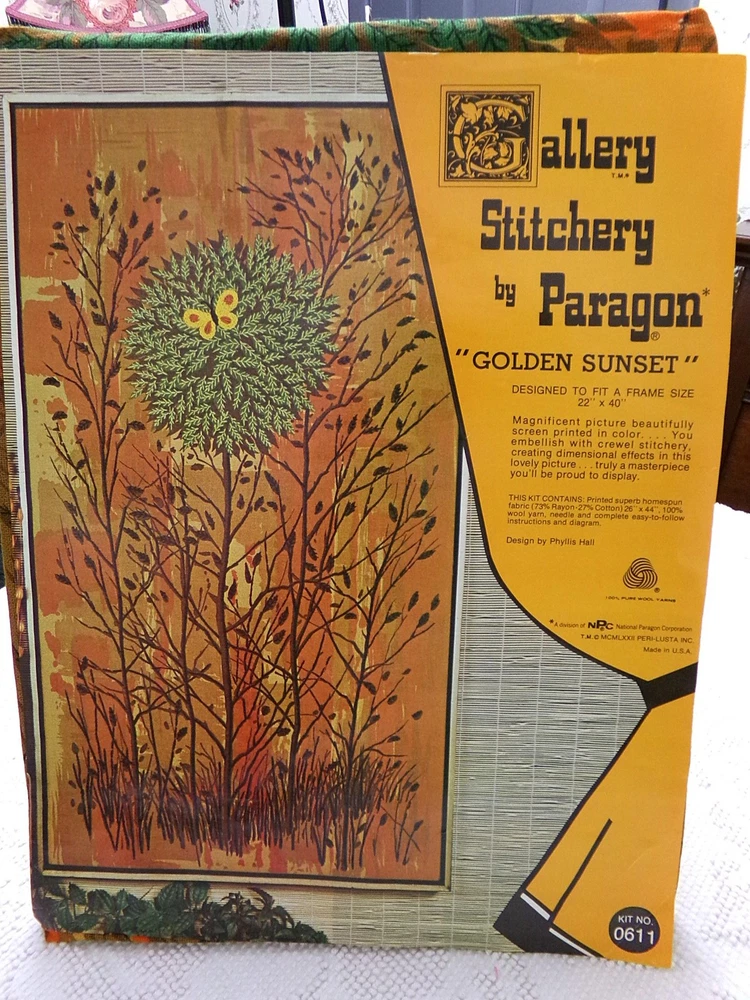 Gallery
T.M.*
Stitchery
by Paragon*
®
"GOLDEN SUNSET"
DESIGNED TO FIT A FRAME SIZE
22" x 40"
Magnificent picture beautifully
screen printed in color.... You
embellish with crewel stitchery,
creating dimensional effects in this
lovely picture... truly a masterpiece
you'll be proud to display.
THIS KIT CONTAINS: Printed superb homespun
fabric (73% Rayon-27% Cotton) 26" x 44", 100%
wool yarn, needle and complete easy-to-follow
instructions and diagram.
Design by Phyllis Hall
®
100% PURE WOOL YARNS
*A division of NPC National Paragon Corporation
T.M. © MCMLXXII PERI-LUSTA INC.
Made in U.S.A.
KIT NO.
0611